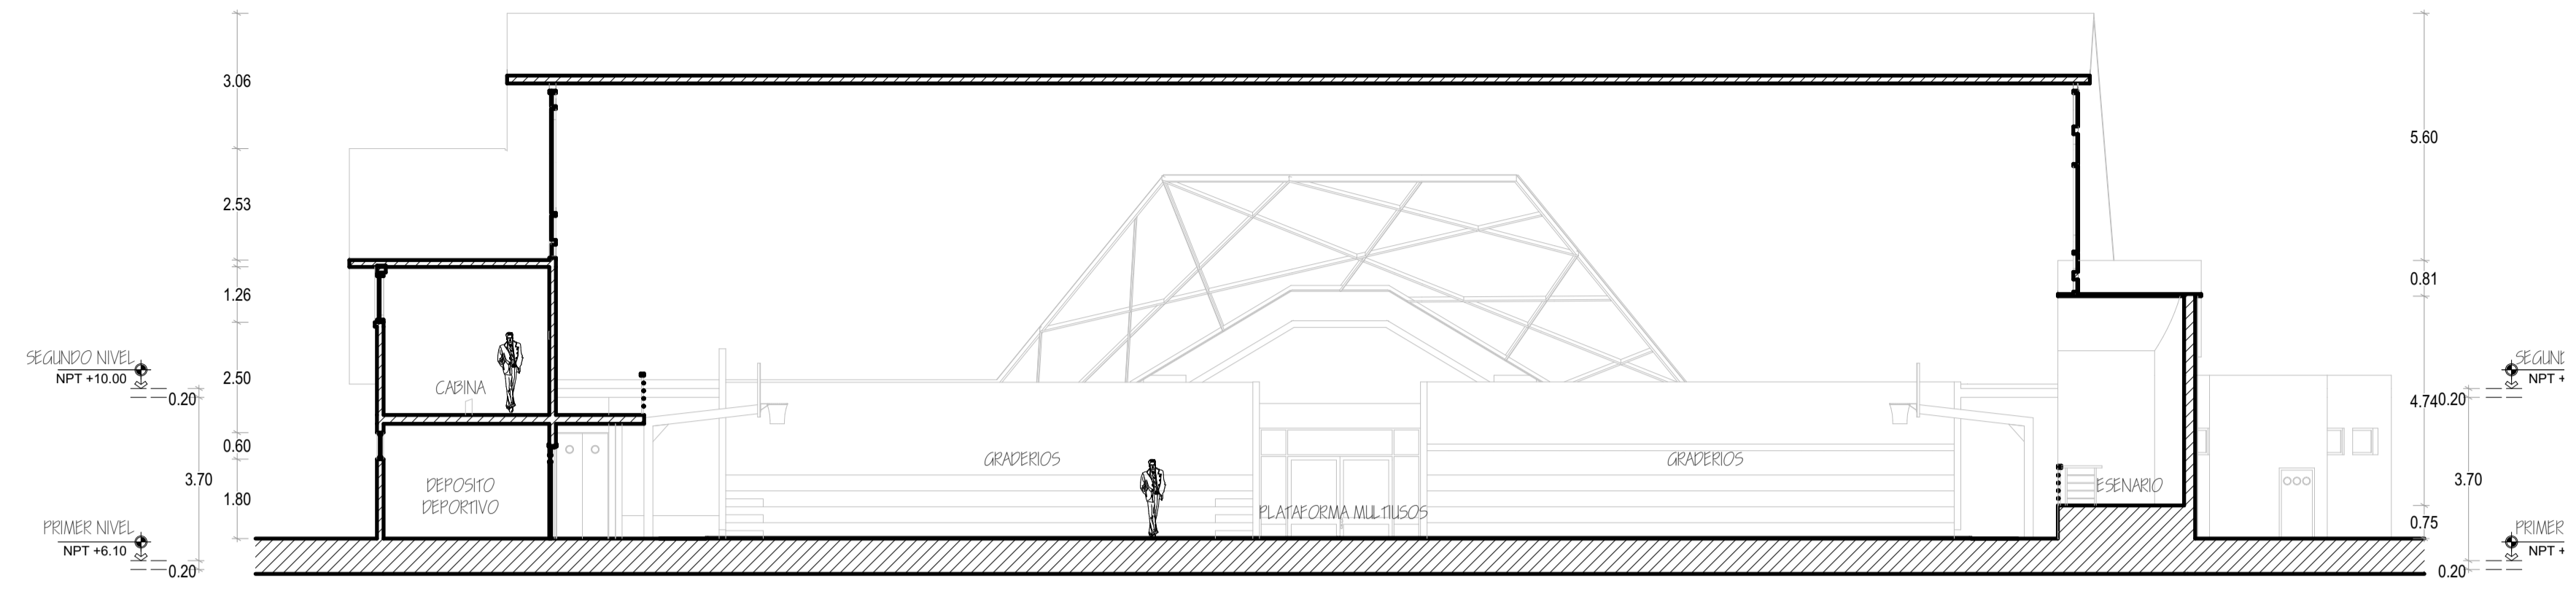 3.06
5.60
2.53
0.81
1.26
SEGUNDO NIVEL
NPT +10.00
0.20
2.50
CABINA
SEGUNE
NPT +
4.74
0.20
0.60
GRADERIOS
GRADERIOS
3.70
1.80
DEPOSITO
DEPORTIVO
PLATAFORMA MULTIUSOS
ESENARIO
3.70
0.75
PRIMER NIVEL
NPT +6.10
0.20
PRIMER
NPT +
0.20